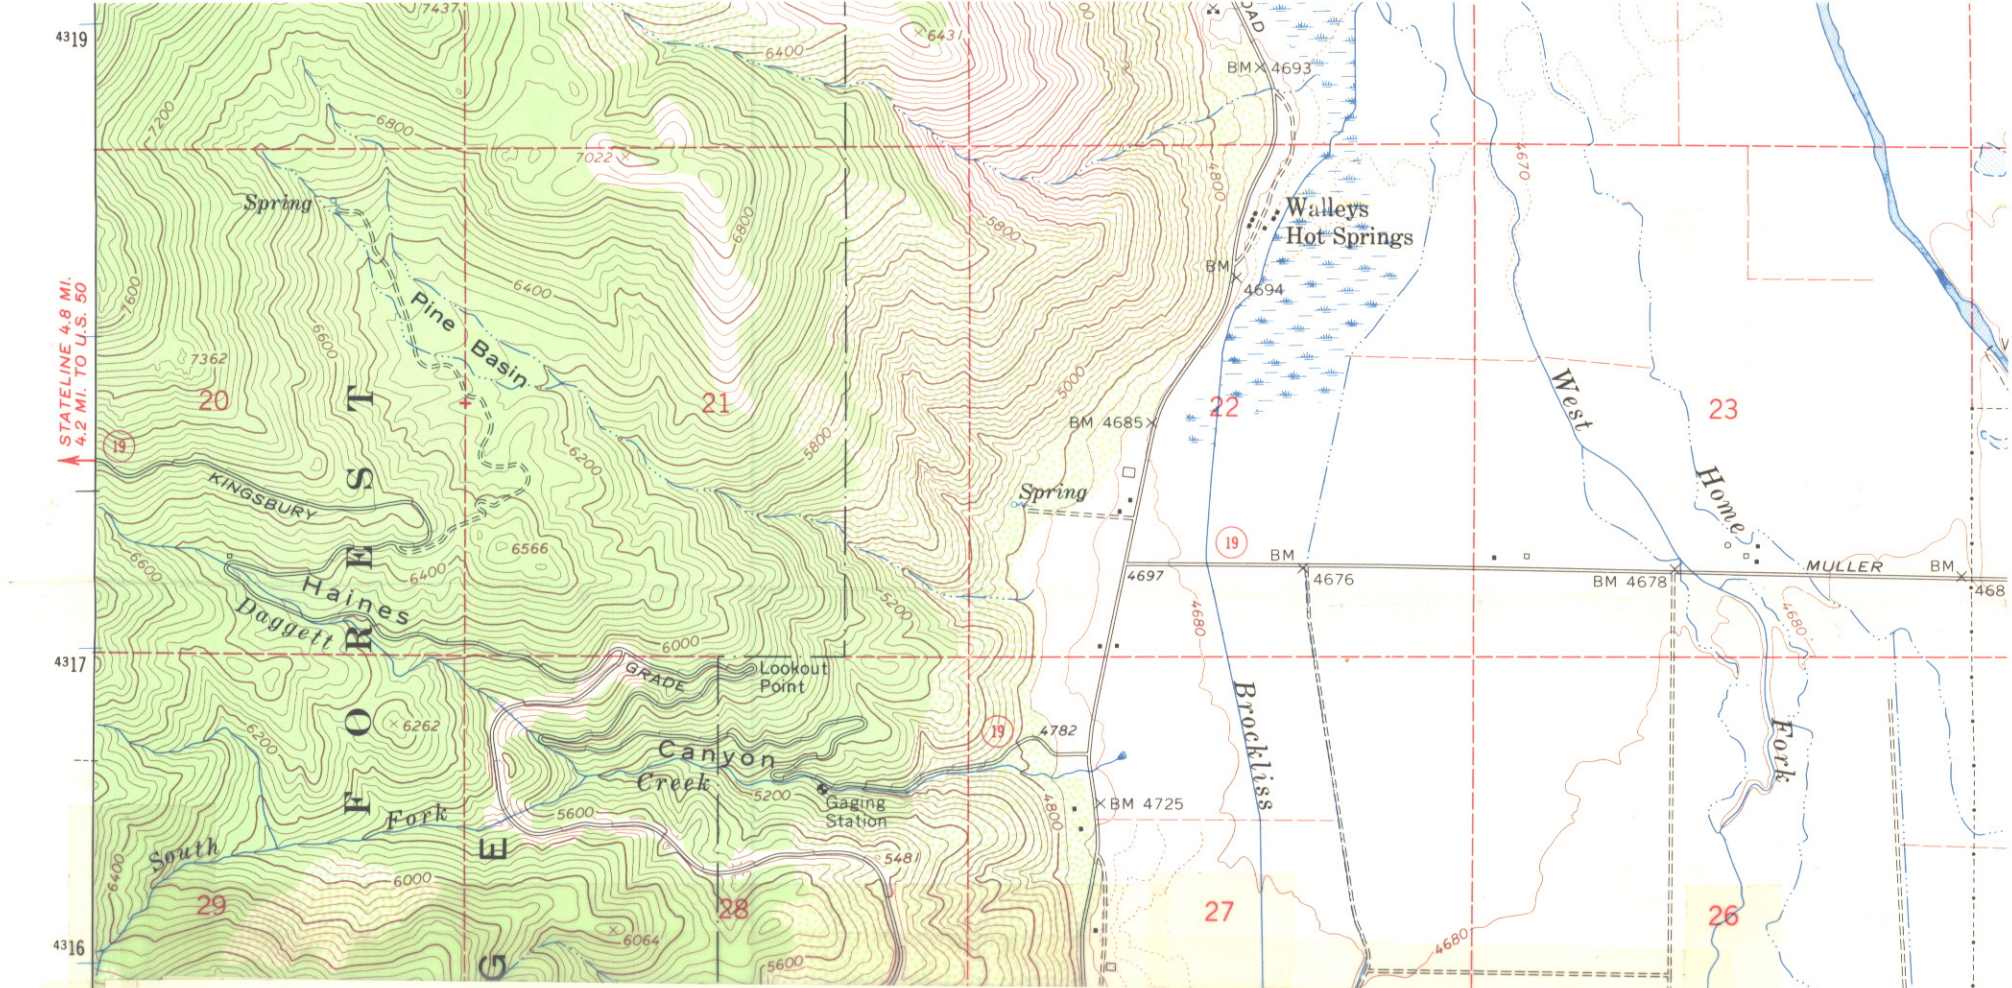 4319
7437
6431
6400
OAD
BM
4693
7200
6800
7022
4670
4800
Spring
6800
5800
Walleys
Hot Springs
BM
4694
STATELINE 4.8 MI.
4.2 MI. TO U.S. 50
7600
6400
Pine
Basin
6600
7362
20
21
5000
BM 4685
22
West
23
T
19
5800
6200
S
KINGSBURY
Spring
Home
19
6566
E
6600
6400
BM
4676
4697
BM 4678
MULLER
BM
468
Haines
Daggett
5200
4680
4680
R
6000
4317
GRADE
Lookout
Point
Brockliss
O
6262
6200
19
4782
Fork
Canyon
Creek
F
5200
Gaging
Station
4800
BM 4725
Fork
5600
South
E
5481
6400
6000
29
28
27
26
6064
4680
4316
G
5600